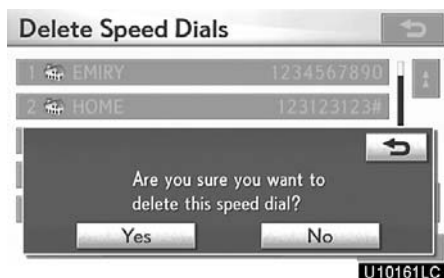 Delete Speed Dials
1 EMIRY 1234567890
2 HOME 123123123#
Are you sure you want to
delete this speed dial?
Yes No
U10161LC